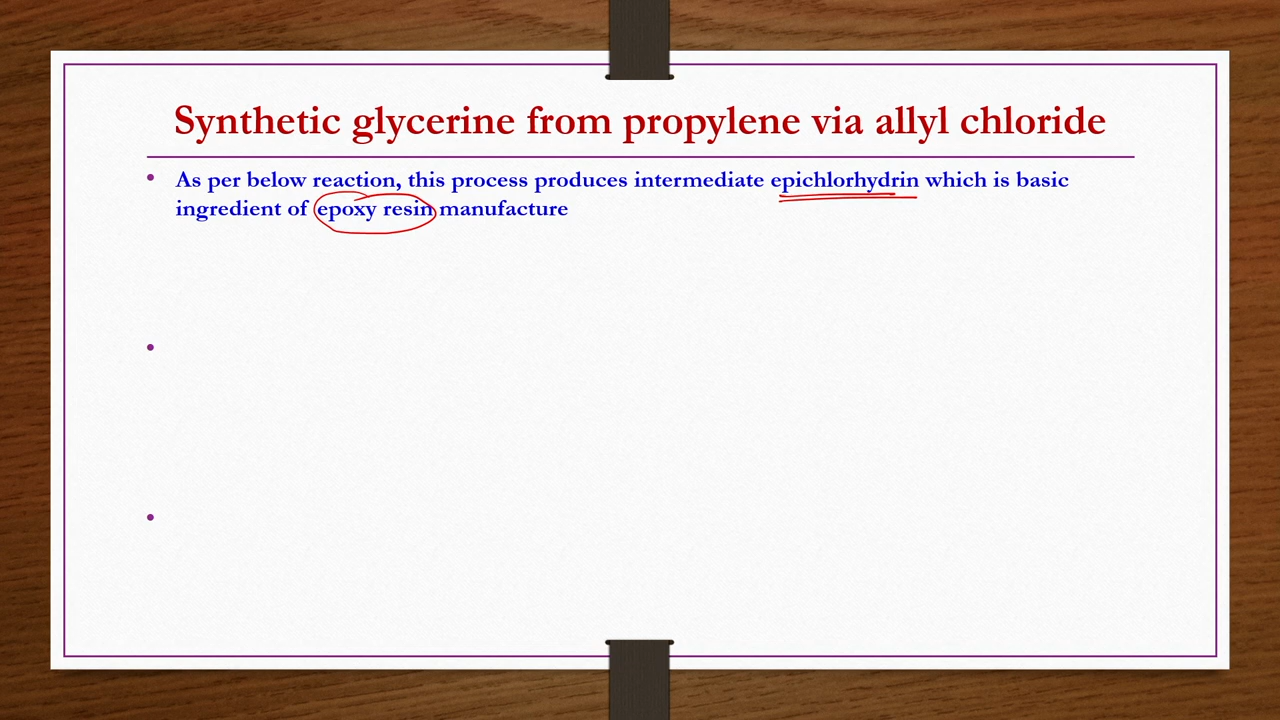 Synthetic glycerine from propylene via allyl chloride
• As per below reaction, this process produces intermediate epichlorhydrin which is basic
ingredient of epoxy resin manufacture
•
•